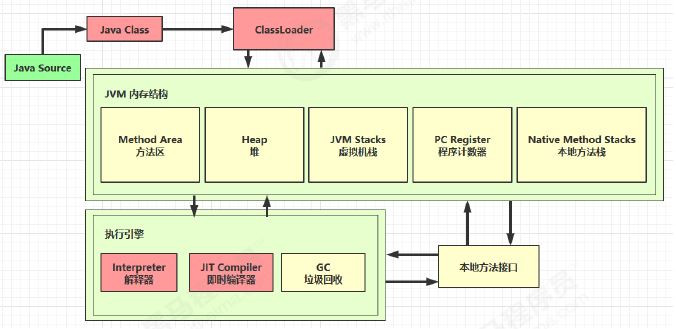 Java Class
ClassLoader
Java Source
JVM 内存结构
Method Area
方法区
Heap
堆
JVM Stacks
虚拟机栈
PC Register
程序计数器
Native Method Stacks
本地方法栈
执行引擎
Interpreter
解释器
JIT Compiler
即时编译器
GC
垃圾回收
本地方法接口